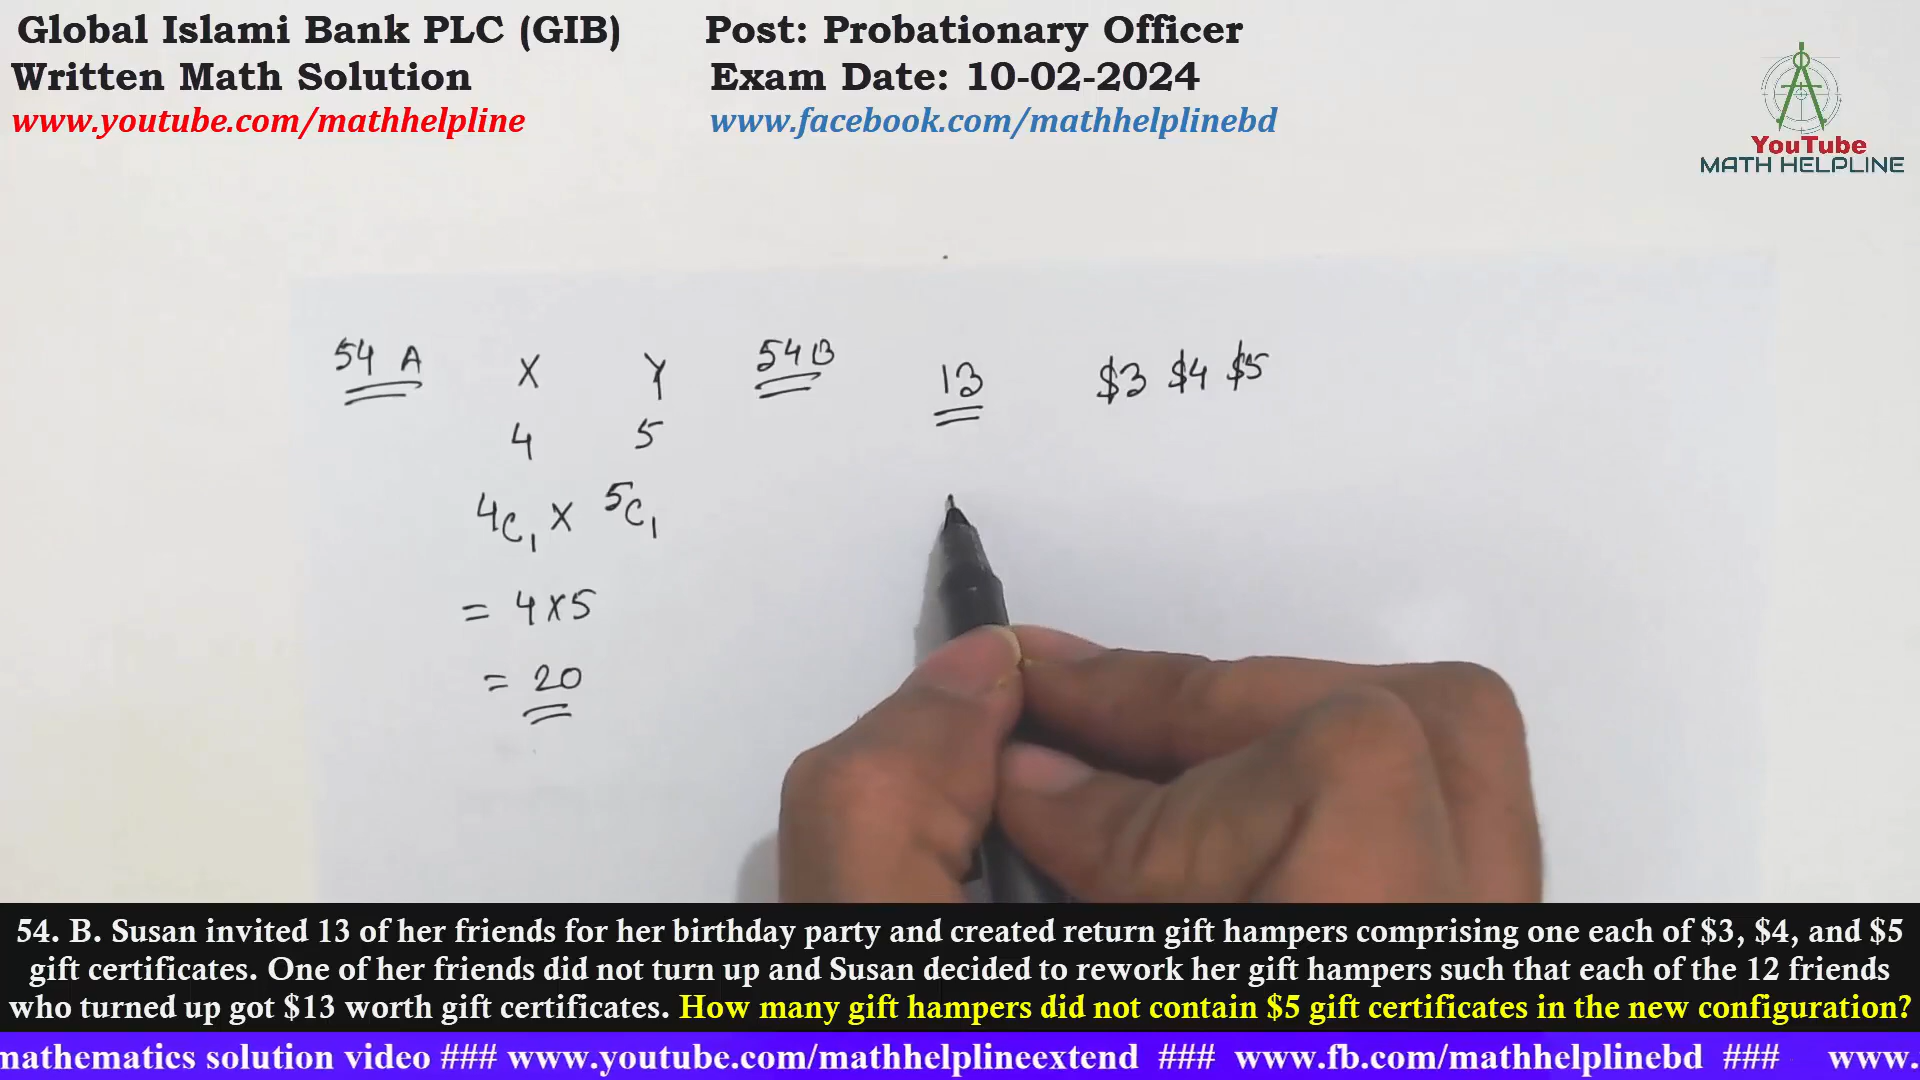 Global Islami Bank PLC (GIB)
Written Math Solution
www.youtube.com/mathhelpline
Post: Probationary Officer
Exam Date: 10-02-2024
www.facebook.com/mathhelplinebd
YouTube
MATH HELPLINE
54 A
X Y
4 5
4C1 X 5C1
= 4x5
= 20
54B
13
$3 $4 $5
54. B. Susan invited 13 of her friends for her birthday party and created return gift hampers comprising one each of $3, $4, and $5
gift certificates. One of her friends did not turn up and Susan decided to rework her gift hampers such that each of the 12 friends
who turned up got $13 worth gift certificates. How many gift hampers did not contain $5 gift certificates in the new configuration?
mathematics solution video ### www.youtube.com/mathhelplineextend ### www.fb.com/mathhelplinebd ### www.